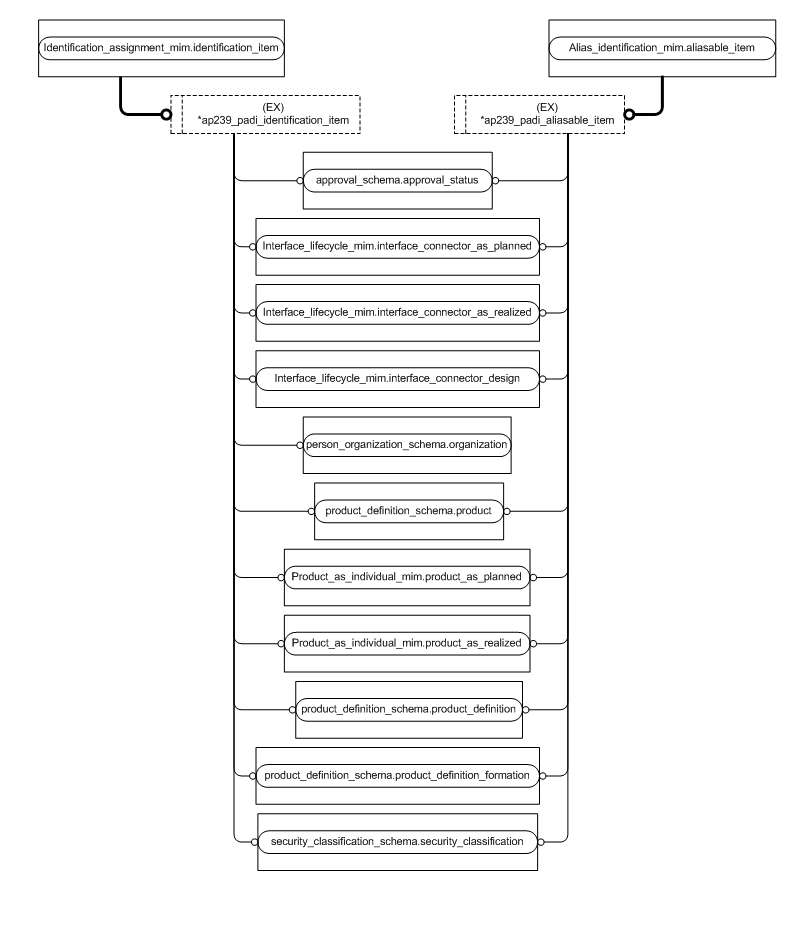 Identification_assignment_mim.identification_item
Alias_identification_mim.aliasable_item
(EX)
*ap239_padi_identification_item
(EX)
*ap239_padi_aliasable_item
approval_schema.approval_status
Interface_lifecycle_mim.interface_connector_as_planned
Interface_lifecycle_mim.interface_connector_as_realized
Interface_lifecycle_mim.interface_connector_design
person_organization_schema.organization
product_definition_schema.product
Product_as_individual_mim.product_as_planned
Product_as_individual_mim.product_as_realized
product_definition_schema.product_definition
product_definition_schema.product_definition_formation
security_classification_schema.security_classification